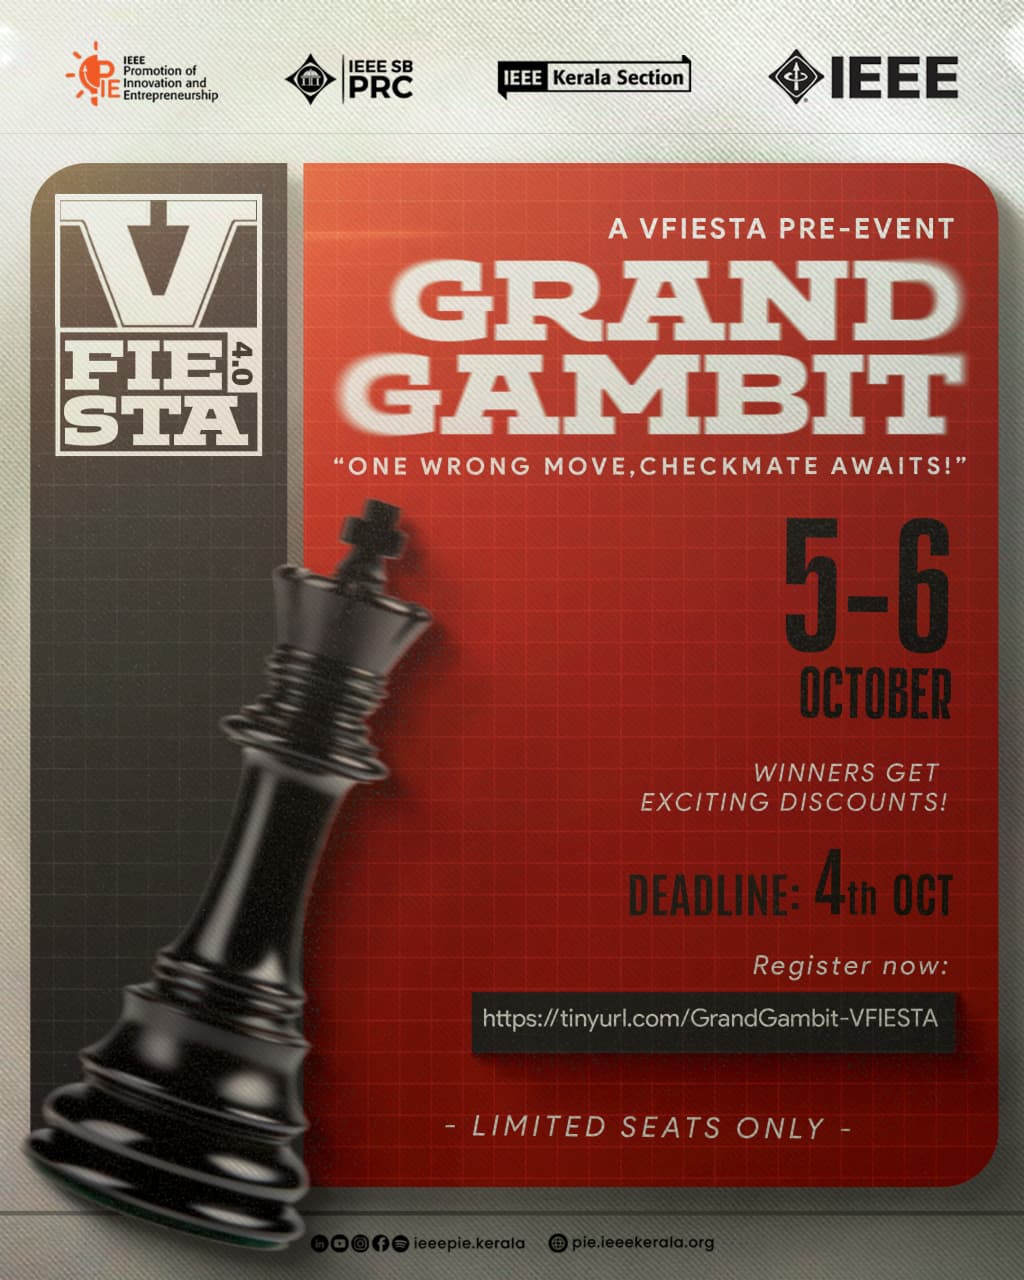 IEEE
Promotion of
Innovation and
Entrepreneurship
PIE
IEEE SB
PRC
IEEE Kerala Section
IEEE
V
FIE
4.0
STA
A VFIESTA PRE-EVENT
GRAND
GAMBIT
“ONE WRONG MOVE,CHECKMATE AWAITS!”
5-6
OCTOBER
WINNERS GET
EXCITING DISCOUNTS!
DEADLINE: 4th OCT
Register now:
https://tinyurl.com/GrandGambit-VFIESTA
- LIMITED SEATS ONLY -
ieeepie.kerala
pie.ieeekerala.org